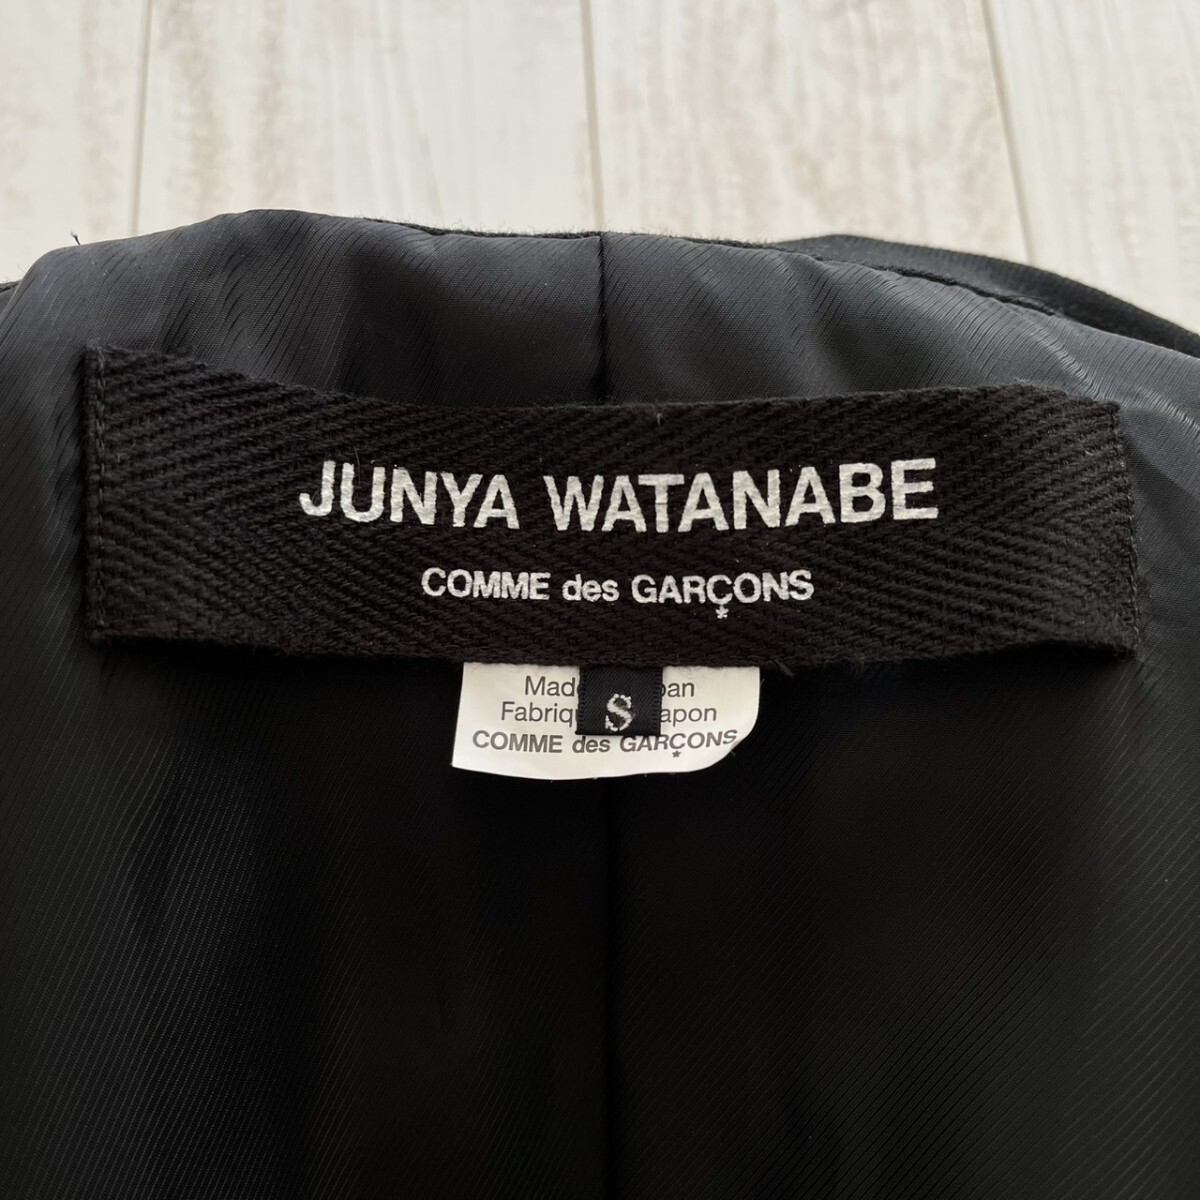 JUNYA WATANABE
COMME des GARÇONS
S
COMME des GARÇONS